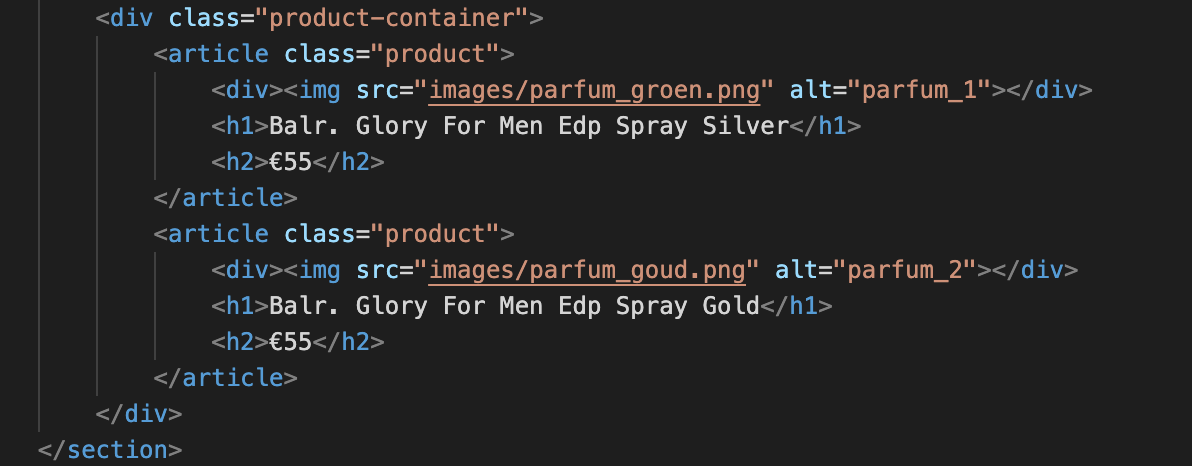 <div class="product-container">
<article class="product">
<div><img src="images/parfum_groen.png" alt="parfum_1"></div>
<h1>Balr. Glory For Men Edp Spray Silver</h1>
<h2>€55</h2>
</article>
<article class="product">
<div><img src="images/parfum_goud.png" alt="parfum_2"></div>
<h1>Balr. Glory For Men Edp Spray Gold</h1>
<h2>€55</h2>
</article>
</div>
</section>